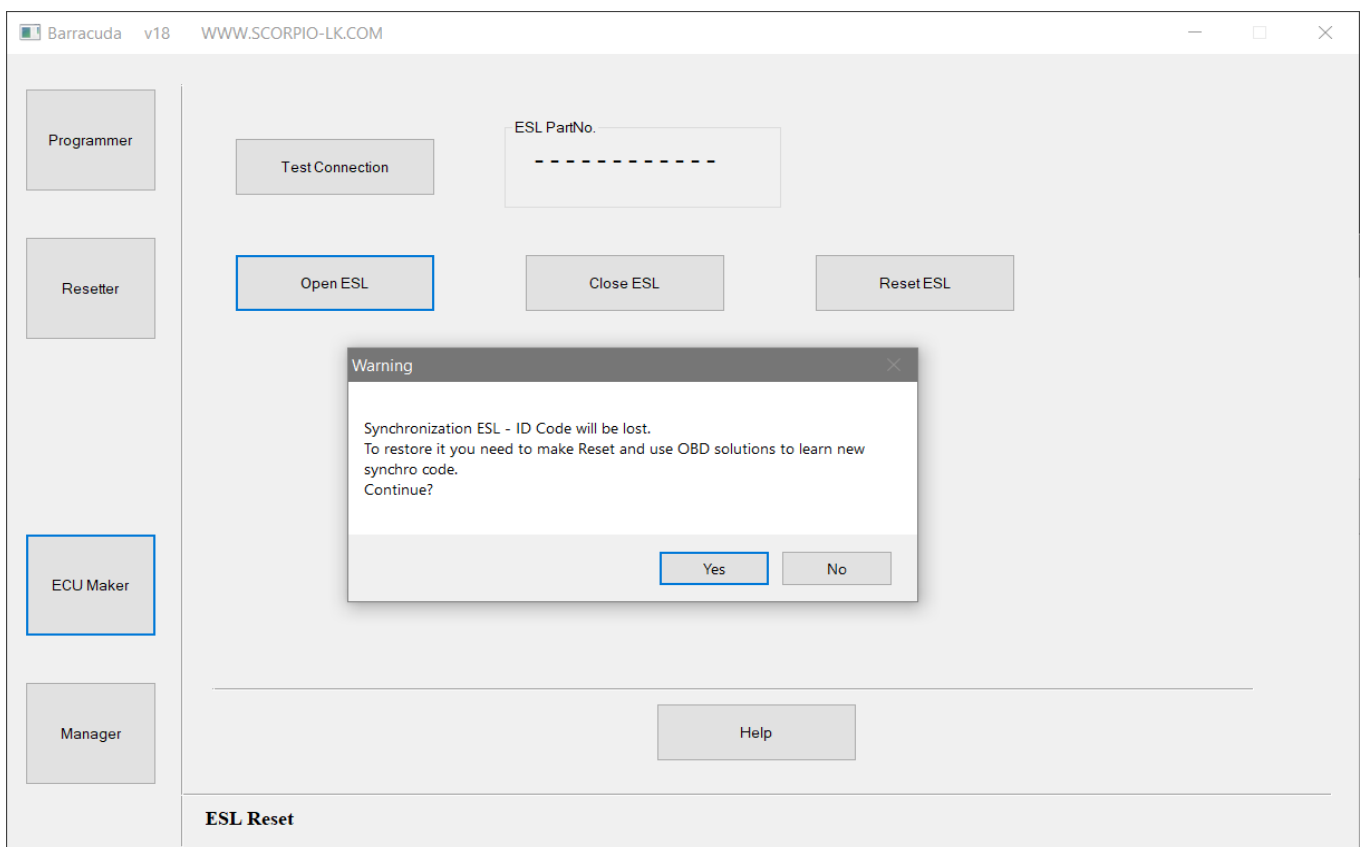 Barracuda v18 WWW.SCORPIO-LK.COM
Programmer
Test Connection
ESL PartNo.
------------
Resetter
Open ESL
Close ESL
Reset ESL
Warning
Synchronization ESL - ID Code will be lost.
To restore it you need to make Reset and use OBD solutions to learn new
synchro code.
Continue?
Yes
No
ECU Maker
Manager
Help
ESL Reset